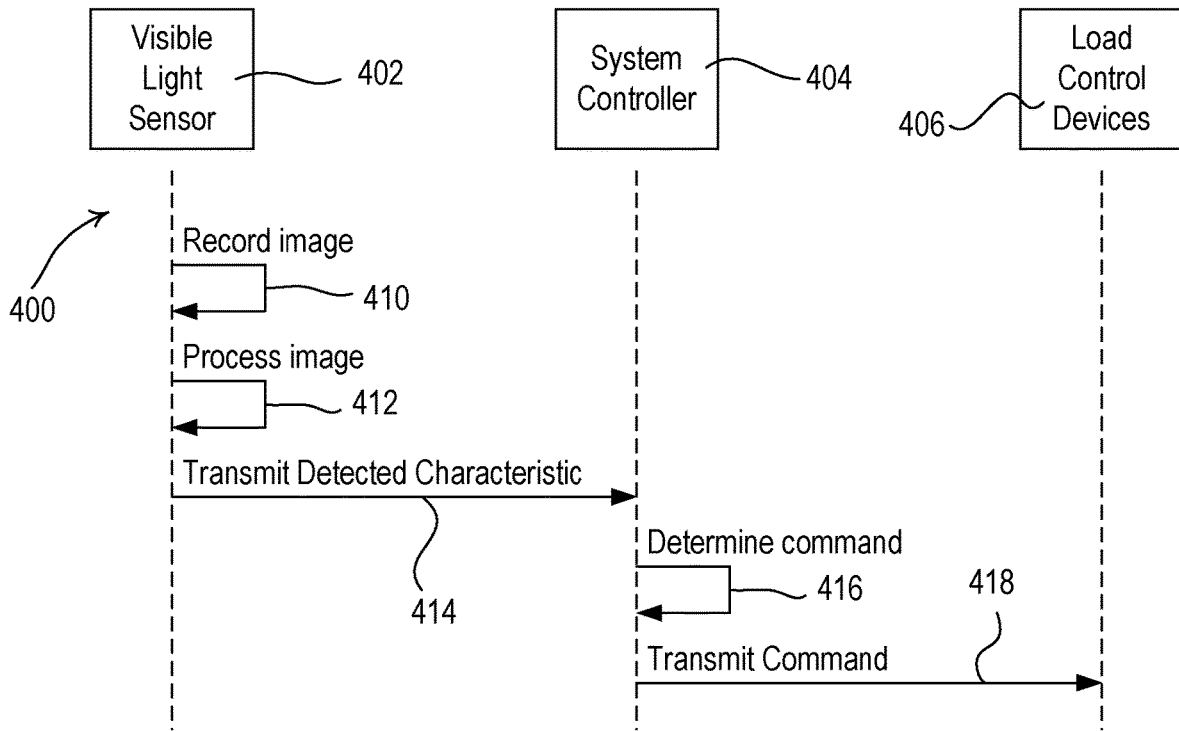 Visible
Light
Sensor
402
System
Controller
404
Load
Control
Devices
406
400
Record image
410
Process image
412
Transmit Detected Characteristic
414
Determine command
416
418
Transmit Command